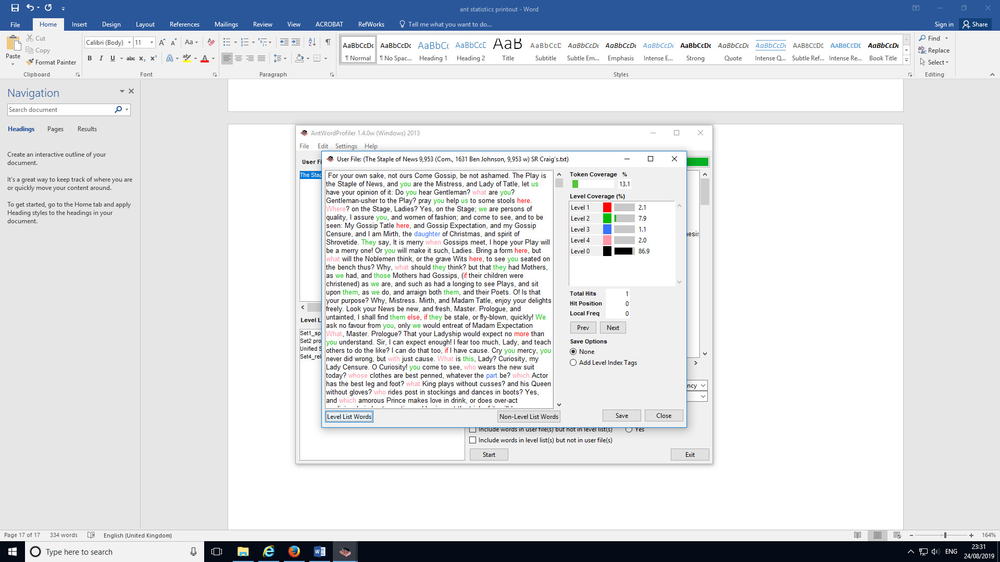 ant statistics printout - Word
File Home Insert Design Layout References Mailings Review View ACROBAT RefWorks Tell me what you want to do... Sign in Share
Paste
Cut
Copy
Format Painter
Clipboard
Calibri (Body) 11
Font
Paragraph
AaBbCcDc AaBbCcDc AaBbCc AaBbCcD AaB AaBbCcD AaBbCcDc AaBbCcDc AaBbCcDc AaBbCcDc AaBbCcDc AaBbCcDc AABBCCDE AABBCCDE AaBbCcDc
¶ Normal ¶ No Spac... Heading 1 Heading 2 Title Subtitle Subtle Em... Emphasis Intense E... Strong Quote Intense Q... Subtle Ref... Intense Re... Book Title
Styles
Find
Replace
Select
Editing
Navigation
Search document
Headings Pages Results
Create an interactive outline of your
document.
It's a great way to keep track of where you are
or quickly move your content around.
To get started, go to the Home tab and apply
Heading styles to the headings in your
document.
AntWordProfiler 1.4.0w (Windows) 2013
File Edit Settings Help
User Fi
The Stap
Level Li
Set1_sp
Set2 pro
Unified S
Set4_rel
User File: (The Staple of News 9,953 (Com., 1631 Ben Johnson, 9,953 w) SR Craig's.txt)
For your own sake, not ours Come Gossip, be not ashamed. The Play is
the Staple of News, and you are the Mistress, and Lady of Tatle, let us
have your opinion of it: Do you hear Gentleman? what are you?
Gentleman-usher to the Play? pray you help us to some stools here.
Where? on the Stage, Ladies? Yes, on the Stage; we are persons of
quality, I assure you, and women of fashion; and come to see, and to be
seen: My Gossip Tatle here, and Gossip Expectation, and my Gossip
Censure, and I am Mirth, the daughter of Christmas, and spirit of
Shrovetide. They say, It is merry when Gossips meet, I hope your Play will
be a merry one! Or you will make it such, Ladies. Bring a form here, but
what will the Noblemen think, or the grave Wits here, to see you seated on
the bench thus? Why, what should they think? but that they had Mothers,
as we had, and those Mothers had Gossips, (if their children were
christened) as we are, and such as had a longing to see Plays, and sit
upon them, as we do, and arraign both them, and their Poets. O! Is that
your purpose? Why, Mistress. Mirth, and Madam Tatle, enjoy your delights
freely. Look your News be new, and fresh, Master. Prologue, and
untainted, I shall find them else, if they be stale, or fly-blown, quickly! We
ask no favour from you, only we would entreat of Madam Expectation
What, Master. Prologue? That your Ladyship would expect no more than
you understand. Sir, I can expect enough! I fear too much, Lady, and teach
others to do the like? I can do that too, if I have cause. Cry you mercy, you
never did wrong, but with just cause. What is this, Lady? Curiosity, my
Lady Censure. O Curiosity! you come to see, who wears the new suit
today? whose clothes are best penned, whatever the part be? which Actor
has the best leg and foot? what King plays without cusses? and his Queen
without gloves? who rides post in stockings and dances in boots? Yes,
and which amorous Prince makes love in drink, or does over-act
Level List Words Non-Level List Words
Token Coverage %
13.1
Level Coverage (%)
Level 1 2.1
Level 2 7.9
Level 3 1.1
Level 4 2.0
Level 0 86.9
Total Hits 1
Hit Position 0
Local Freq 0
Prev Next
Save Options
None
Add Level Index Tags
Save Close
nesis
ncy
Include words in user file(s) but not in level list(s) Yes
Include words in level list(s) but not in user file(s)
Start Exit
Page 17 of 17 334 words English (United Kingdom) 164%
Type here to search
ENG
23:31
24/08/2019